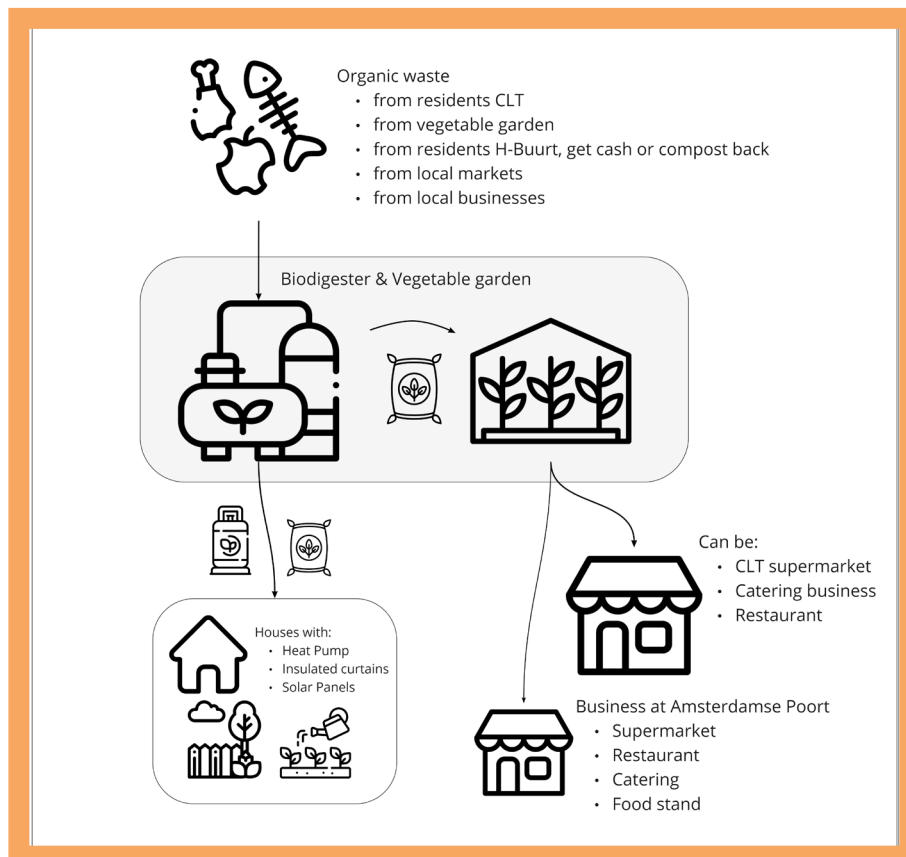 Organic waste
• from residents CLT
• from vegetable garden
• from residents H-Buurt, get cash or compost back
• from local markets
• from local businesses
Biodigester & Vegetable garden
Can be:
• CLT supermarket
• Catering business
• Restaurant
Houses with:
• Heat Pump
• Insulated curtains
• Solar Panels
Business at Amsterdamse Poort
• Supermarket
• Restaurant
• Catering
• Food stand